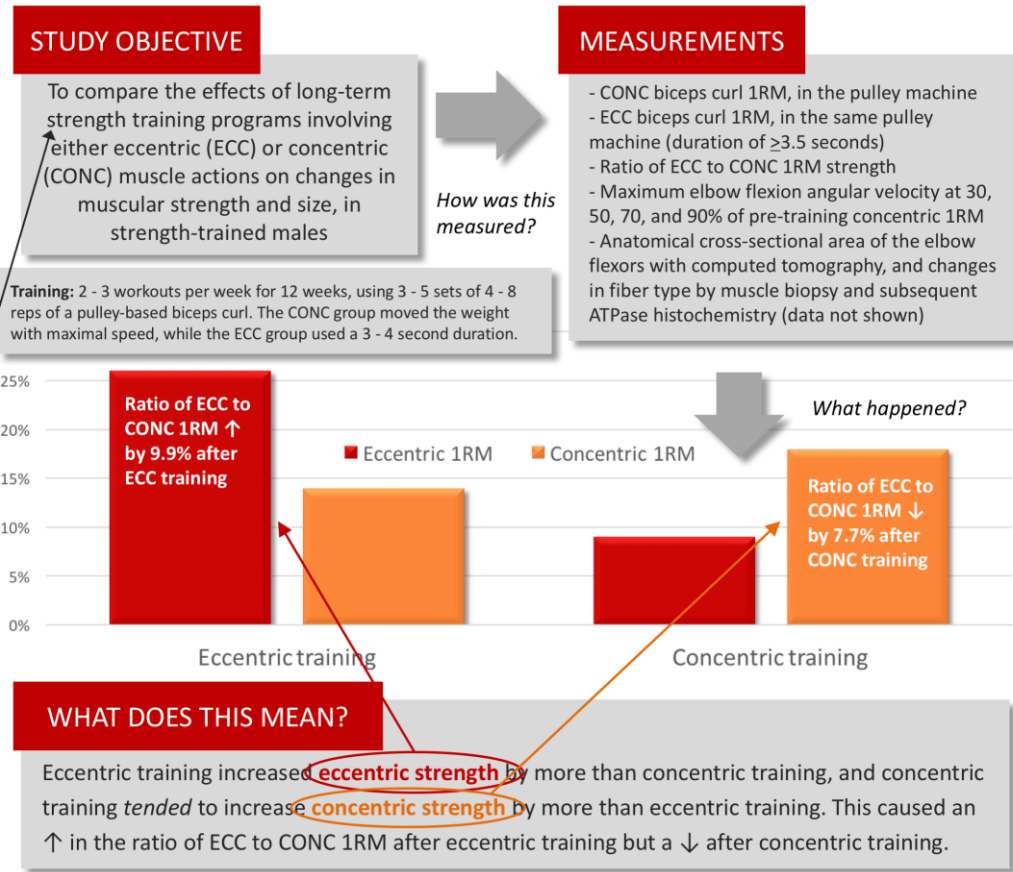 STUDY OBJECTIVE
To compare the effects of long-term
strength training programs involving
either eccentric (ECC) or concentric
(CONC) muscle actions on changes in
muscular strength and size, in
strength-trained males
How was this
measured?
MEASUREMENTS
- CONC biceps curl 1RM, in the pulley machine
- ECC biceps curl 1RM, in the same pulley
machine (duration of ≥3.5 seconds)
- Ratio of ECC to CONC 1RM strength
- Maximum elbow flexion angular velocity at 30,
50, 70, and 90% of pre-training concentric 1RM
- Anatomical cross-sectional area of the elbow
flexors with computed tomography, and changes
in fiber type by muscle biopsy and subsequent
ATPase histochemistry (data not shown)
Training: 2 - 3 workouts per week for 12 weeks, using 3 - 5 sets of 4 - 8
reps of a pulley-based biceps curl. The CONC group moved the weight
with maximal speed, while the ECC group used a 3 - 4 second duration.
What happened?
25%
20%
15%
10%
5%
0%
Ratio of ECC to
CONC 1RM ↑
by 9.9% after
ECC training
Eccentric 1RM
Concentric 1RM
Ratio of ECC to
CONC 1RM ↓
by 7.7% after
CONC training
Eccentric training
Concentric training
WHAT DOES THIS MEAN?
Eccentric training increased eccentric strength by more than concentric training, and concentric
training tended to increase concentric strength by more than eccentric training. This caused an
↑ in the ratio of ECC to CONC 1RM after eccentric training but a ↓ after concentric training.